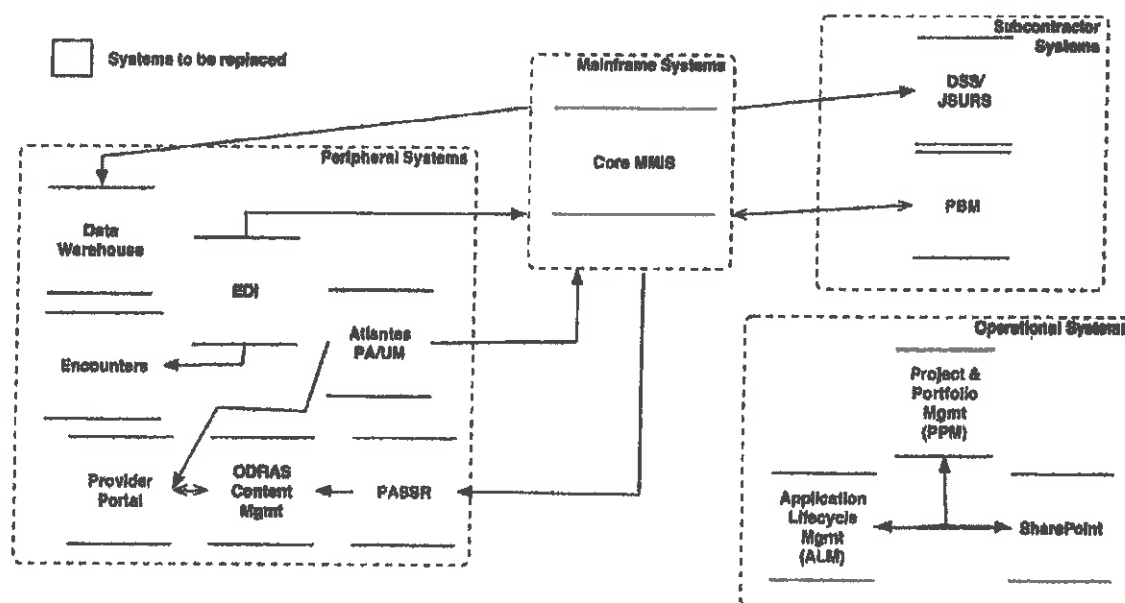 Systems to be replaced
Subcontractor
Systems
DSS/
JSURS
PBM
Mainframe Systems
Core MMIS
Peripheral Systems
Data
Warehouse
EDI
Encounters
Atlantes
PA/UM
Provider
Portal
ODRAS
Content
Mgmt
PASSR
Operational Systems
Project &
Portfolio
Mgmt
(PPM)
Application
Lifecycle
Mgmt
(ALM)
SharePoint